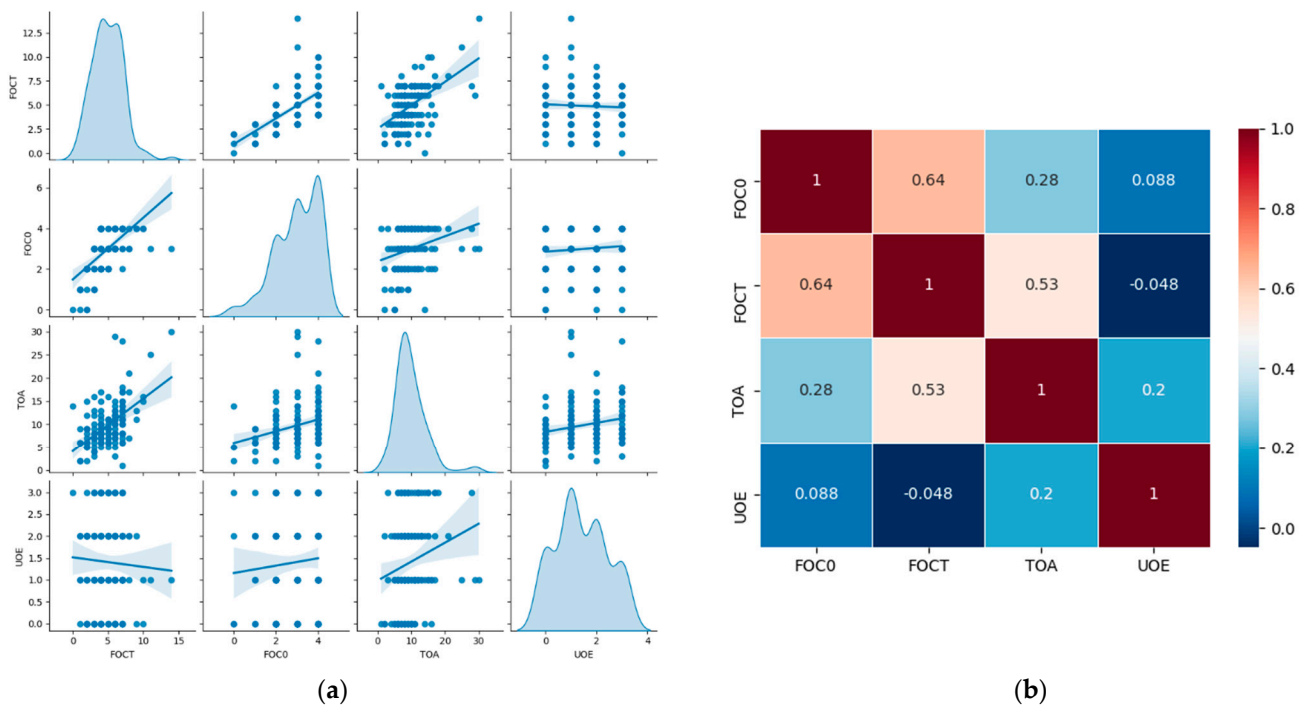 FOCT
12.5
10.0
7.5
5.0
2.5
0.0
0 5 10 15
0 2 4
0 10 20 30
0 2 4
FOC0
6
4
2
0
TOA
30
25
20
15
10
5
0
UOE
3.0
2.5
2.0
1.5
1.0
0.5
0.0
FOCT FOC0 TOA UOE
(a)
FOC0 1 0.64 0.28 0.088
FOCT 0.64 1 0.53 -0.048
TOA 0.28 0.53 1 0.2
UOE 0.088 -0.048 0.2 1
FOC0 FOCT TOA UOE
1.0
0.8
0.6
0.4
0.2
0.0
(b)